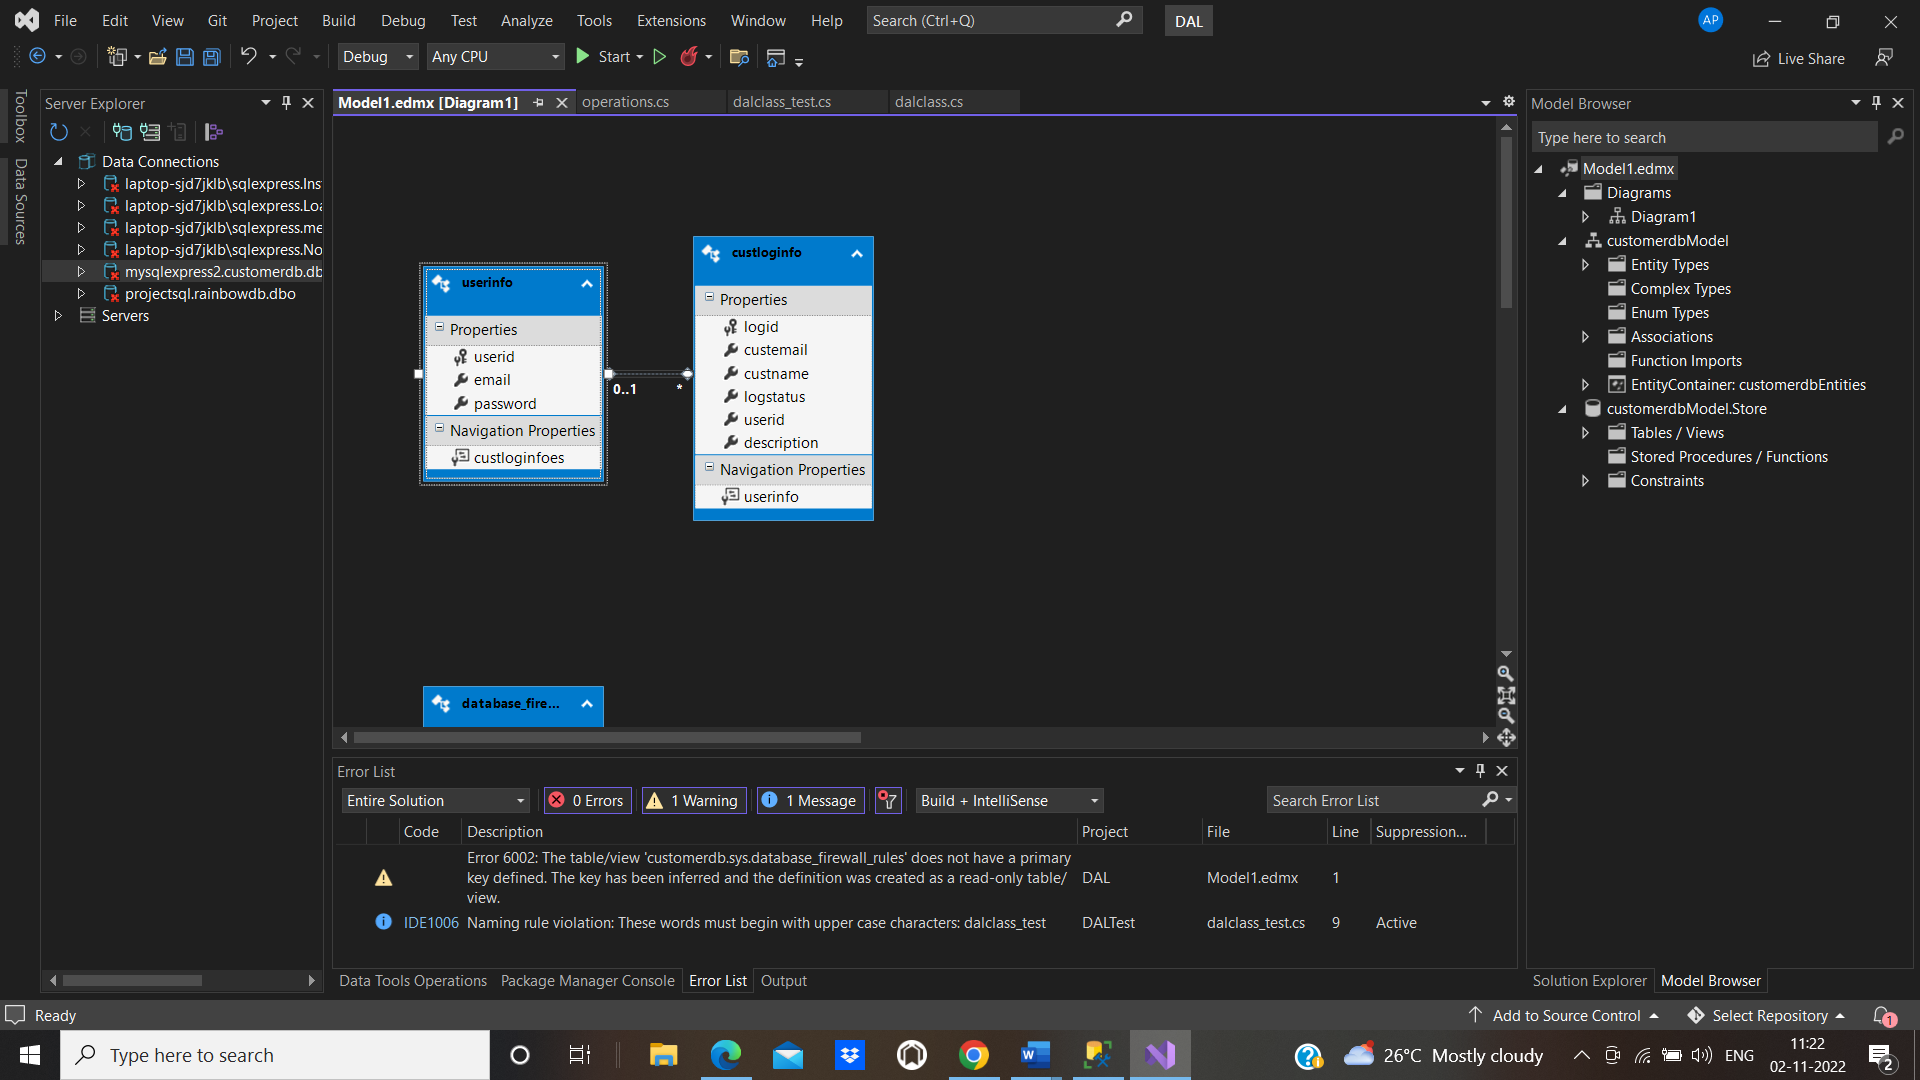 File Edit View Git Project Build Debug Test Analyze Tools Extensions Window Help Search (Ctrl+Q) DAL AP
Debug Any CPU Start Live Share
Toolbox
Data Sources
Server Explorer
Data Connections
laptop-sjd7jklb\sqlexpress.Ins
laptop-sjd7jklb\sqlexpress.Loa
laptop-sjd7jklb\sqlexpress.me
laptop-sjd7jklb\sqlexpress.No
mysqlexpress2.customerdb.db
projectsql.rainbowdb.dbo
Servers
Model1.edmx [Diagram1] operations.cs dalclass_test.cs dalclass.cs
userinfo
Properties
userid
email
password
Navigation Properties
custloginfoes
0..1 *
custloginfo
Properties
logid
custemail
custname
logstatus
userid
description
Navigation Properties
userinfo
database_fire...
Model Browser
Type here to search
Model1.edmx
Diagrams
Diagram1
customerdbModel
Entity Types
Complex Types
Enum Types
Associations
Function Imports
EntityContainer: customerdbEntities
customerdbModel.Store
Tables / Views
Stored Procedures / Functions
Constraints
Error List
Entire Solution 0 Errors 1 Warning 1 Message Build + IntelliSense Search Error List
Code Description Project File Line Suppression...
Error 6002: The table/view 'customerdb.sys.database_firewall_rules' does not have a primary
key defined. The key has been inferred and the definition was created as a read-only table/ DAL Model1.edmx 1
view.
IDE1006 Naming rule violation: These words must begin with upper case characters: dalclass_test DALTest dalclass_test.cs 9 Active
Data Tools Operations Package Manager Console Error List Output
Solution Explorer Model Browser
Ready Add to Source Control Select Repository 1
Type here to search 26°C Mostly cloudy ENG 11:22
02-11-2022 2